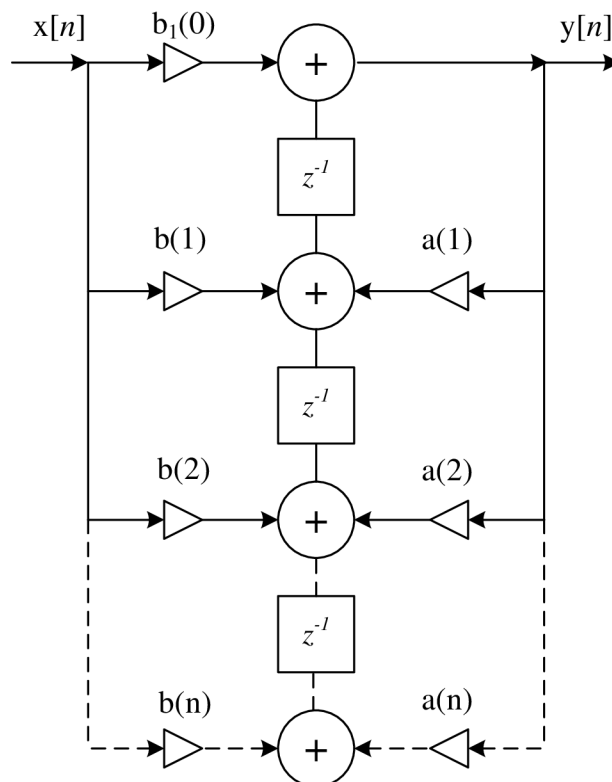 x[n] b₁(0) y[n]
+
z⁻¹
b(1) a(1)
+
z⁻¹
b(2) a(2)
+
z⁻¹
b(n) a(n)
+